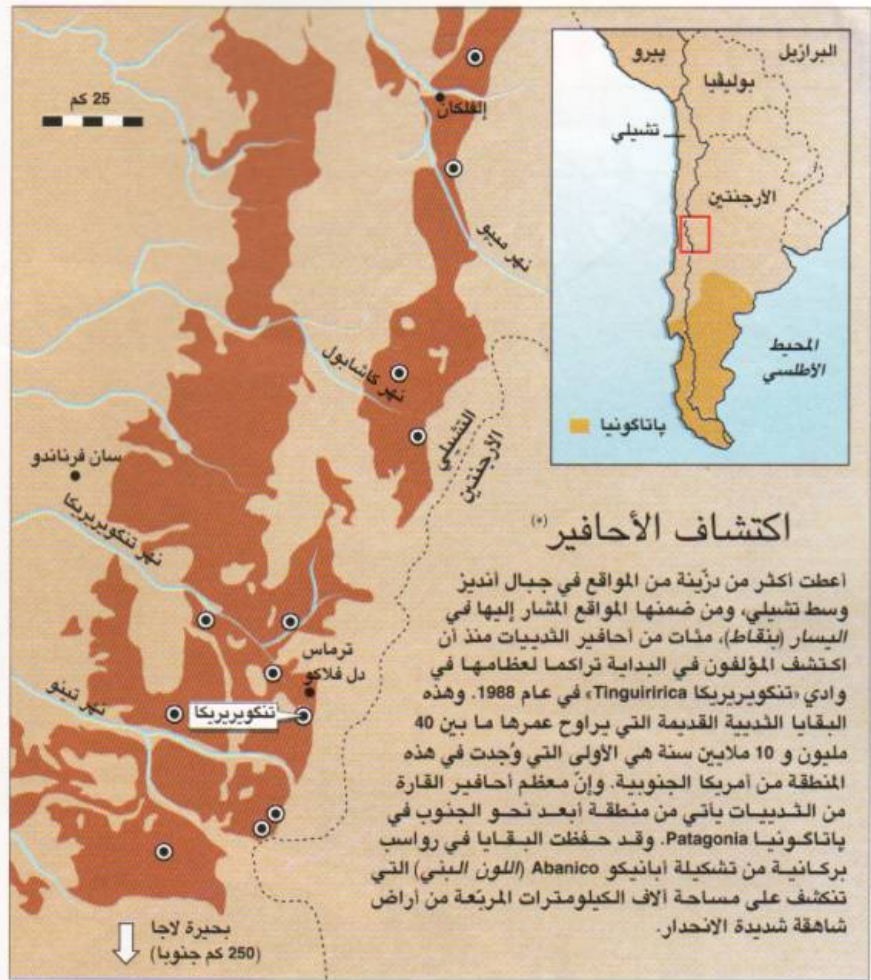 25 كم
إلفلكان
نهر ميبو
نهر كاشابول
التشيلي
الأرجنتين
سان فرناندو
نهر تنكويريريكا
ترماس
دل فلاكو
تنكويريريكا
نهر تينو
بحيرة لاجا
(250 كم جنوبا)
البرازيل
پيرو
بوليڤيا
تشيلي
الأرجنتين
المحيط
الأطلسي
پاتاگونيا
اكتشاف الأحافير (*)
أعطت أكثر من درّينة من المواقع في جبال أنديز
وسط تشيلي، ومن ضمنها المواقع المشار إليها في
اليسار (بنقاط)، مئات من أحافير الثدييات منذ أن
اكتشف المؤلفون في البداية تراكما لعظامها في
وادي «تنكويريريكا Tinguiririca» في عام 1988. وهذه
البقايا الثديية القديمة التي يراوح عمرها ما بين 40
مليون و 10 ملايين سنة هي الأولى التي وُجدت في هذه
المنطقة من أمريكا الجنوبية. وإنّ معظم أحافير القارة
من الثدييات يأتي من منطقة أبعد نحو الجنوب في
پاتاكونيا Patagonia. وقد حفظت البقايا في رواسب
بركانية من تشكيلة أبانيكو Abanico (اللون البني) التي
تنكشف على مساحة آلاف الكيلومترات المربّعة من أراض
شاهقة شديدة الانحدار.